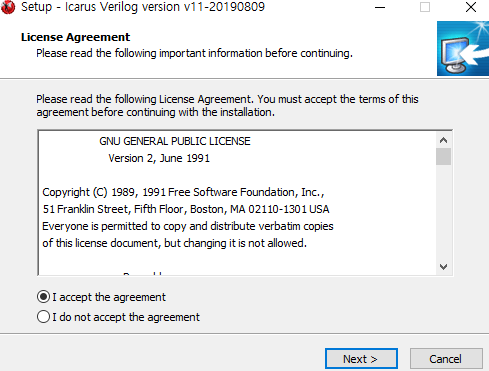 Setup - Icarus Verilog version v11-20190809
License Agreement
Please read the following important information before continuing.
Please read the following License Agreement. You must accept the terms of this
agreement before continuing with the installation.
GNU GENERAL PUBLIC LICENSE
Version 2, June 1991
Copyright (C) 1989, 1991 Free Software Foundation, Inc.,
51 Franklin Street, Fifth Floor, Boston, MA 02110-1301 USA
Everyone is permitted to copy and distribute verbatim copies
of this license document, but changing it is not allowed.
I accept the agreement
I do not accept the agreement
Next >
Cancel